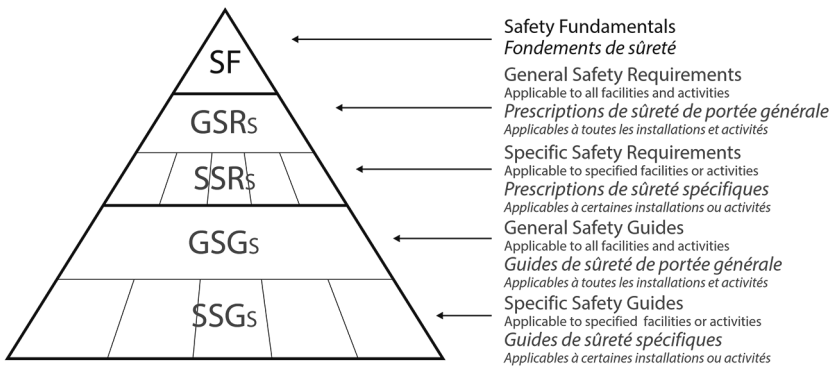 SF
Safety Fundamentals
Fondements de sûreté
GSRs
General Safety Requirements
Applicable to all facilities and activities
Prescriptions de sûreté de portée générale
Applicables à toutes les installations et activités
SSRs
Specific Safety Requirements
Applicable to specified facilities or activities
Prescriptions de sûreté spécifiques
Applicables à certaines installations ou activités
GSGs
General Safety Guides
Applicable to all facilities and activities
Guides de sûreté de portée générale
Applicables à toutes les installations et activités
SSGs
Specific Safety Guides
Applicable to specified facilities or activities
Guides de sûreté spécifiques
Applicables à certaines installations ou activités